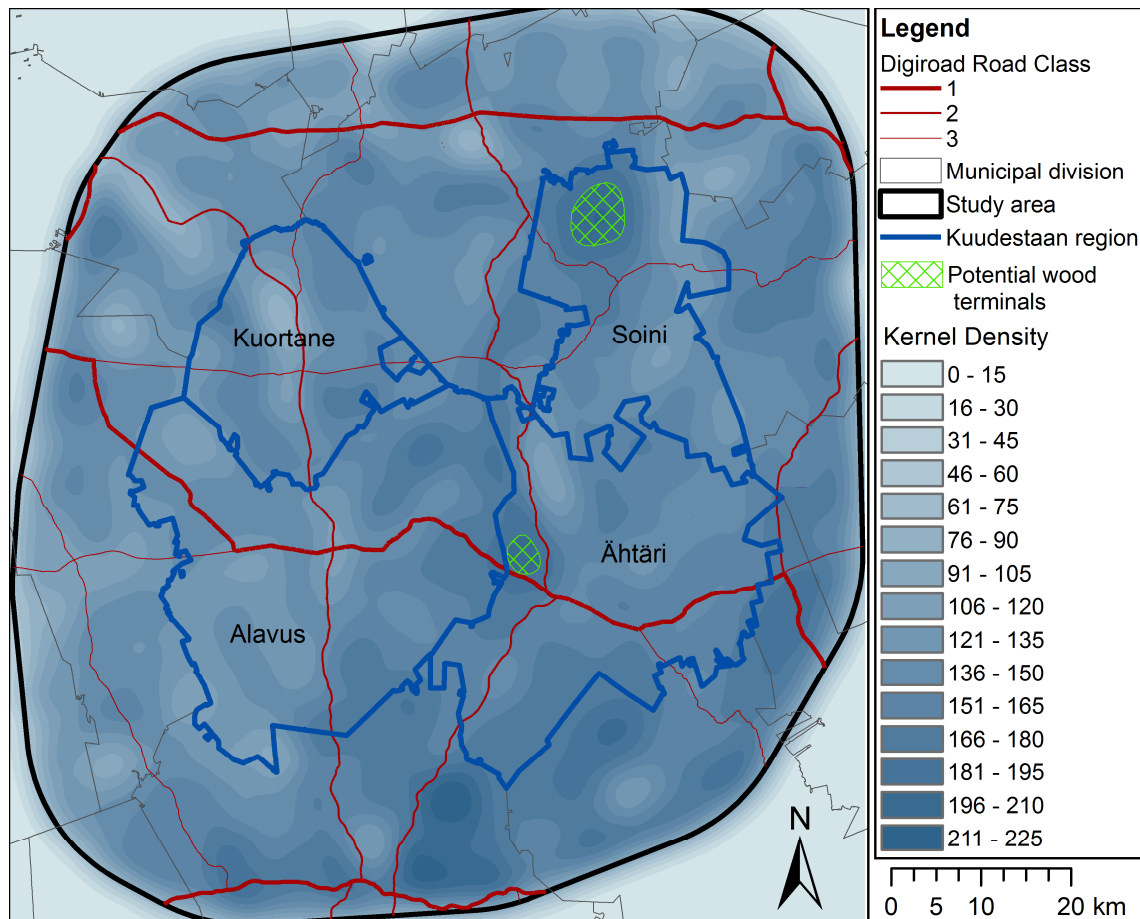 Legend
Digiroad Road Class
1
2
3
Municipal division
Study area
Kuudestaan region
Potential wood
terminals
Kernel Density
0 - 15
16 - 30
31 - 45
46 - 60
61 - 75
76 - 90
91 - 105
106 - 120
121 - 135
136 - 150
151 - 165
166 - 180
181 - 195
196 - 210
211 - 225
Kuortane
Soini
Ähtäri
Alavus
N
0 5 10 20 km